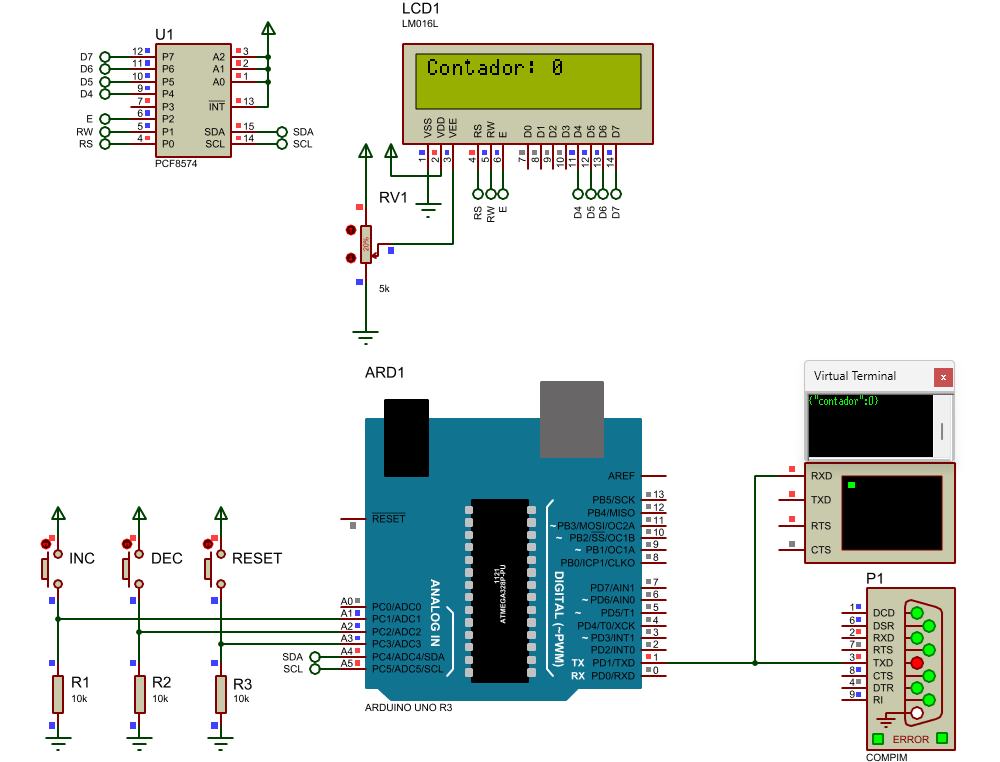 LCD1
LM016L
Contador: 0
VSS
VDD
VEE
RS
RW
E
D0
D1
D2
D3
D4
D5
D6
D7
1
2
3
4
5
6
7
8
9
10
11
12
13
14
RS
RW
E
D4
D5
D6
D7
U1
D7 12 P7 A2 3
D6 11 P6 A1 2
D5 10 P5 A0 1
D4 9 P4
7 P3 INT 13
E 6 P2
RW 5 P1 SDA 15 SDA
RS 4 P0 SCL 14 SCL
PCF8574
RV1
20%
5k
ARD1
AREF
PB5/SCK 13
PB4/MISO 12
~PB3/MOSI/OC2A 11
~ PB2/SS/OC1B 10
~ PB1/OC1A 9
PB0/ICP1/CLKO 8
PD7/AIN1 7
~ PD6/AIN0 6
~ PD5/T1 5
PD4/T0/XCK 4
~ PD3/INT1 3
PD2/INT0 2
TX PD1/TXD 1
RX PD0/RXD 0
RESET
A0 PC0/ADC0
A1 PC1/ADC1
A2 PC2/ADC2
A3 PC3/ADC3
SDA A4 PC4/ADC4/SDA
SCL A5 PC5/ADC5/SCL
ANALOG IN
1121
ATMEGA328P-PU
DIGITAL (~PWM)
ARDUINO UNO R3
INC
DEC
RESET
R1
10k
R2
10k
R3
10k
Virtual Terminal x
{"contador":0}
RXD
TXD
RTS
CTS
P1
1 DCD
6 DSR
2 RXD
7 RTS
3 TXD
8 CTS
4 DTR
9 RI
ERROR
COMPIM